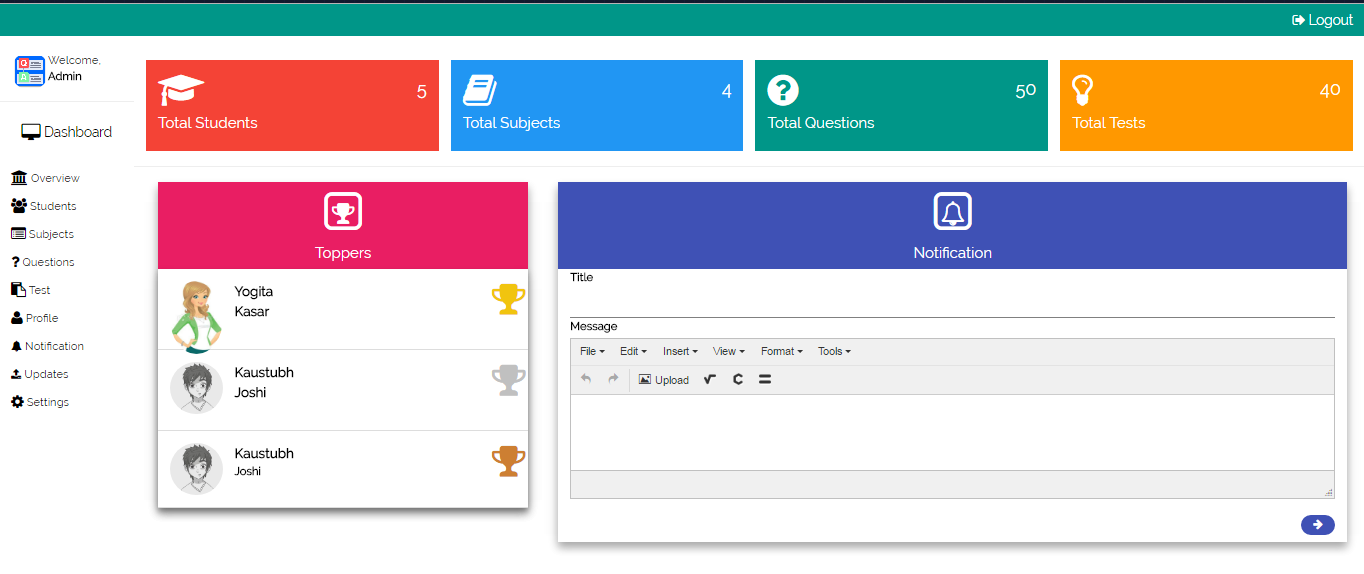 Logout
Welcome,
Admin
Dashboard
Overview
Students
Subjects
Questions
Test
Profile
Notification
Updates
Settings
5
Total Students
4
Total Subjects
50
Total Questions
40
Total Tests
Toppers
Yogita
Kasar
Kaustubh
Joshi
Kaustubh
Joshi
Notification
Title
Message
File Edit Insert View Format Tools
Upload